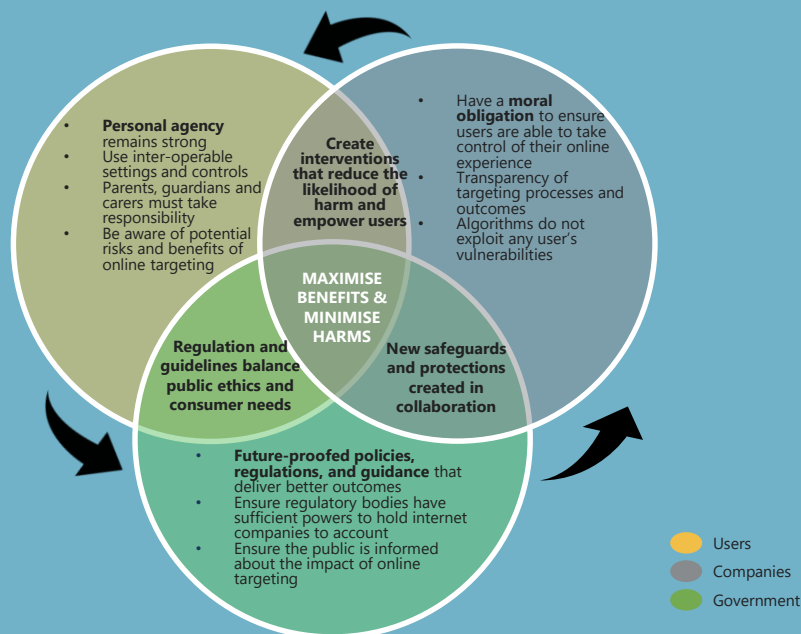 • Personal agency
remains strong
• Use inter-operable
settings and controls
• Parents, guardians and
carers must take
responsibility
• Be aware of potential
risks and benefits of
online targeting
Create
interventions
that reduce the
likelihood of
harm and
empower users
• Have a moral
obligation to ensure
users are able to take
control of their online
experience
• Transparency of
targeting processes and
outcomes
• Algorithms do not
exploit any user's
vulnerabilities
MAXIMISE
BENEFITS &
MINIMISE
HARMS
Regulation and
guidelines balance
public ethics and
consumer needs
New safeguards
and protections
created in
collaboration
• Future-proofed policies,
regulations, and guidance that
deliver better outcomes
• Ensure regulatory bodies have
sufficient powers to hold internet
companies to account
• Ensure the public is informed
about the impact of online
targeting
Users
Companies
Government